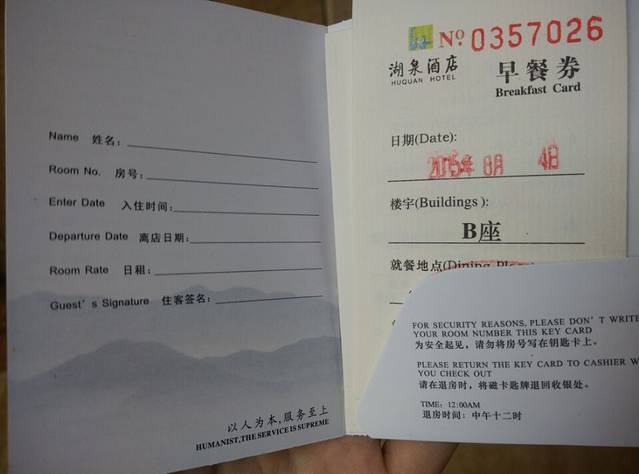 Name 姓名:
Room No. 房号:
Enter Date 入住时间:
Departure Date 离店日期:
Room Rate 日租:
Guest's Signature 住客签名:
以人为本,服务至上
HUMANIST, THE SERVICE IS SUPREME
No. 0357026
湖泉酒店
HUQUAN HOTEL
早餐券
Breakfast Card
日期(Date):
2015年 8月 4日
楼宇(Buildings):
B座
就餐地点(Dining
FOR SECURITY REASONS, PLEASE DON'T WRITE
YOUR ROOM NUMBER THIS KEY CARD
为安全起见,请勿将房号写在钥匙卡上。
PLEASE RETURN THE KEY CARD TO CASHIER W
YOU CHECK OUT
请在退房时,将磁卡匙牌退回收银处。
TIME: 12:00AM
退房时间: 中午十二时